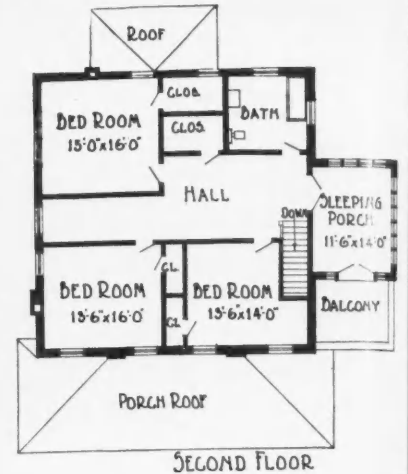 ROOF
CLOS.
BED ROOM
15'-0"x16'-0"
CLOS.
BATH
HALL
DOWN
SLEEPING
PORCH
11'-6"x14'-0"
CL.
BED ROOM
13'-6"x16'-0"
BED ROOM
13'-6"x14'-0"
CL.
BALCONY
PORCH ROOF
SECOND FLOOR